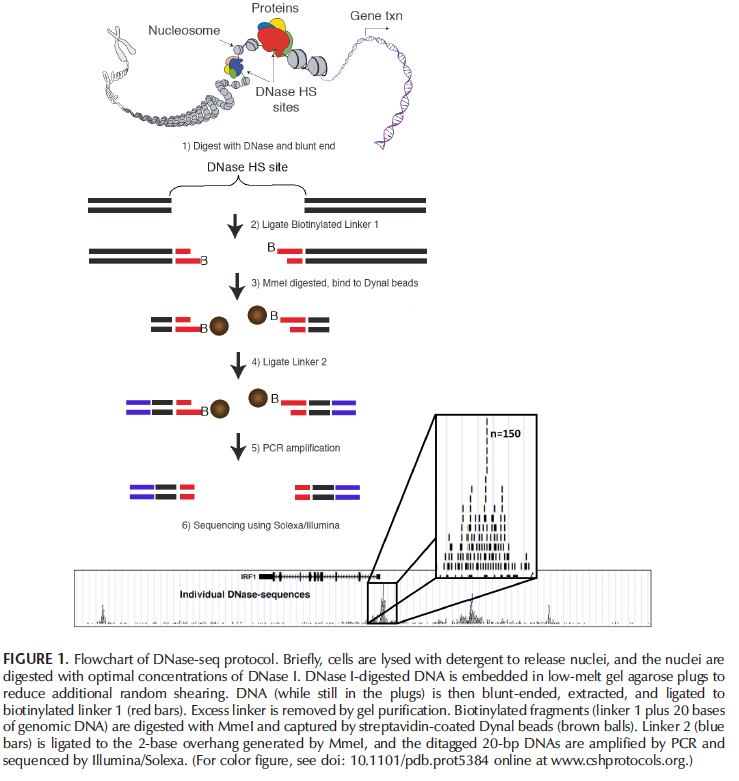 Proteins
Gene txn
Nucleosome
DNase HS
sites
1) Digest with DNase and blunt end
DNase HS site
2) Ligate Biotinylated Linker 1
B
B
3) MmeI digested, bind to Dynal beads
B
B
4) Ligate Linker 2
B
B
n=150
5) PCR amplification
6) Sequencing using Solexa/Illumina
IRF1
Individual DNase-sequences
FIGURE 1. Flowchart of DNase-seq protocol. Briefly, cells are lysed with detergent to release nuclei, and the nuclei are
digested with optimal concentrations of DNase I. DNase I-digested DNA is embedded in low-melt gel agarose plugs to
reduce additional random shearing. DNA (while still in the plugs) is then blunt-ended, extracted, and ligated to
biotinylated linker 1 (red bars). Excess linker is removed by gel purification. Biotinylated fragments (linker 1 plus 20 bases
of genomic DNA) are digested with MmeI and captured by streptavidin-coated Dynal beads (brown balls). Linker 2 (blue
bars) is ligated to the 2-base overhang generated by MmeI, and the ditagged 20-bp DNAs are amplified by PCR and
sequenced by Illumina/Solexa. (For color figure, see doi: 10.1101/pdb.prot5384 online at www.cshprotocols.org.)